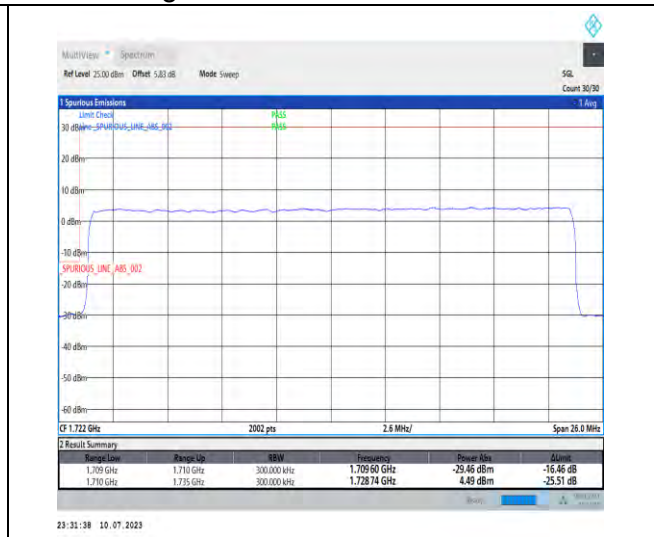 MultiView Spectrum
Ref Level 25.00 dBm Offset 5.83 dB Mode Sweep SGL
Count 30/30
1 Spurious Emissions 1 Avg
Limit Check PASS
Line _SPURIOUS_LINE_ABS_002 PASS
30 dBm
20 dBm
10 dBm
0 dBm
-10 dBm
_SPURIOUS_LINE_ABS_002
-20 dBm
-30 dBm
-40 dBm
-50 dBm
-60 dBm
CF 1.722 GHz 2002 pts 2.6 MHz/ Span 26.0 MHz
2 Result Summary
Range Low Range Up RBW Frequency Power Abs ΔLimit
1.709 GHz 1.710 GHz 300.000 kHz 1.70960 GHz -29.46 dBm -16.46 dB
1.710 GHz 1.735 GHz 300.000 kHz 1.72874 GHz 4.49 dBm -25.51 dB
Ready
23:31:38 10.07.2023